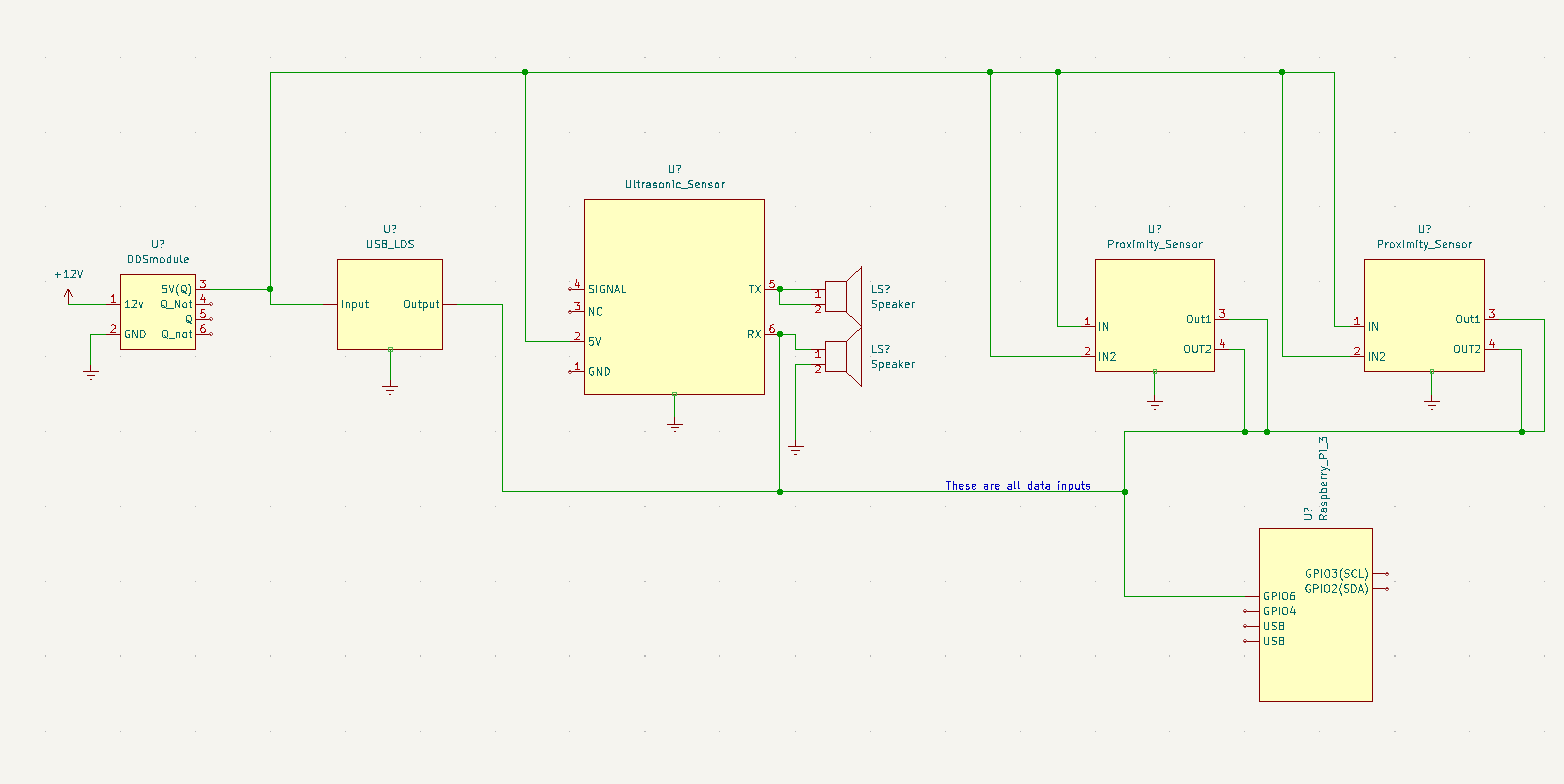 U?
Ultrasonic_Sensor
U?
DDSmodule
+12V
1
12v
2
GND
5V(Q)
3
Q_Not
4
Q
5
Q_not
6
U?
USB_LDS
Input
Output
4
SIGNAL
3
NC
2
5V
1
GND
TX
5
RX
6
1
2
LS?
Speaker
1
2
LS?
Speaker
U?
Proximity_Sensor
1
IN
2
IN2
Out1
3
OUT2
4
U?
Proximity_Sensor
1
IN
2
IN2
Out1
3
OUT2
4
These are all data inputs
U?
Raspberry_PI_3
GPIO3(SCL)
GPIO2(SDA)
GPIO6
GPIO4
USB
USB